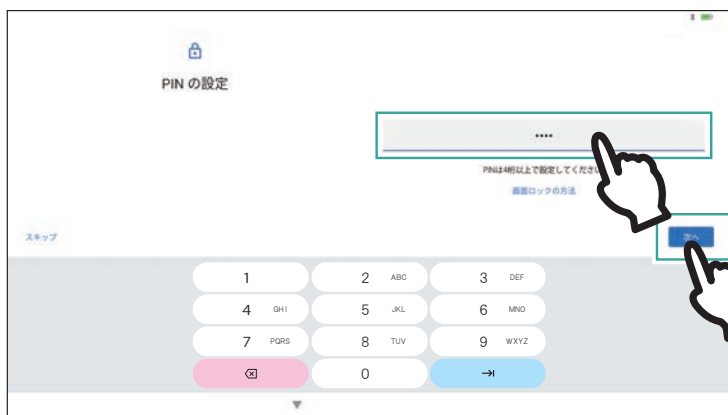 PIN の設定
••••
PINは4桁以上で設定してくださ
画面ロックの方法
スキップ
次へ
1
2 ABC
3 DEF
4 GHI
5 JKL
6 MNO
7 PQRS
8 TUV
9 WXYZ
0